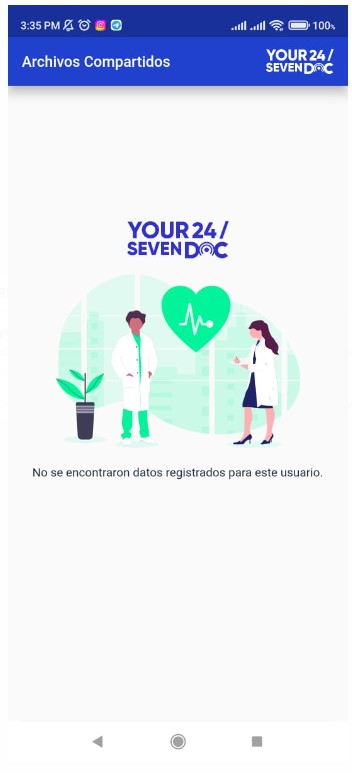 3:35 PM
100%
Archivos Compartidos
YOUR 24/
SEVEN DOC
YOUR 24/
SEVEN DOC
No se encontraron datos registrados para este usuario.